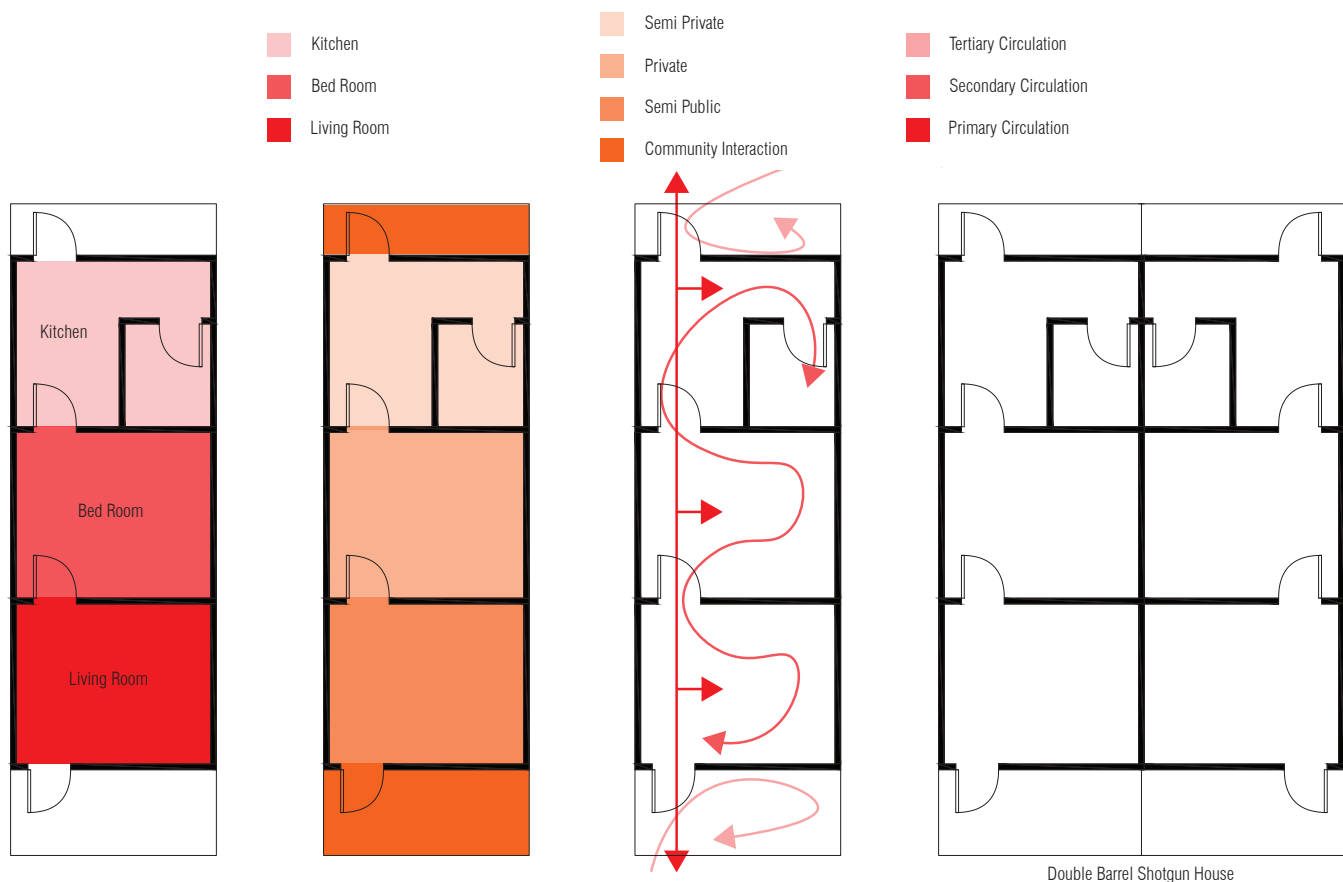 Kitchen
Bed Room
Living Room
Semi Private
Private
Semi Public
Community Interaction
Tertiary Circulation
Secondary Circulation
Primary Circulation
Kitchen
Bed Room
Living Room
Double Barrel Shotgun House